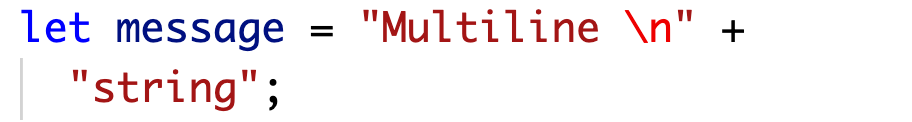 let message = "Multiline \n" +
"string";